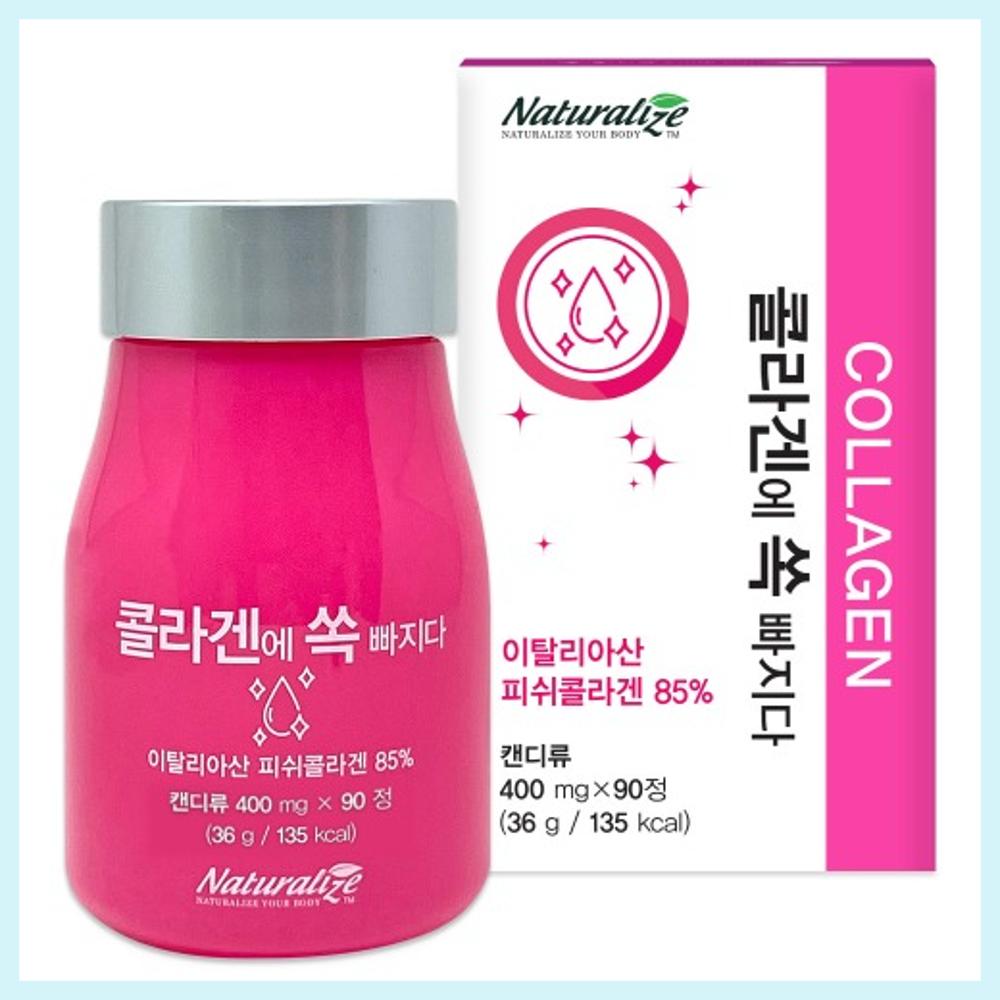 Naturalize
NATURALIZE YOUR BODY TM
COLLAGEN
콜라겐에 쏙 빠지다
이탈리아산
피쉬콜라겐 85%
캔디류
400 mg×90정
(36 g / 135 kcal)
콜라겐에 쏙 빠지다
이탈리아산 피쉬콜라겐 85%
캔디류 400 mg × 90 정
(36 g / 135 kcal)
Naturalize
NATURALIZE YOUR BODY TM